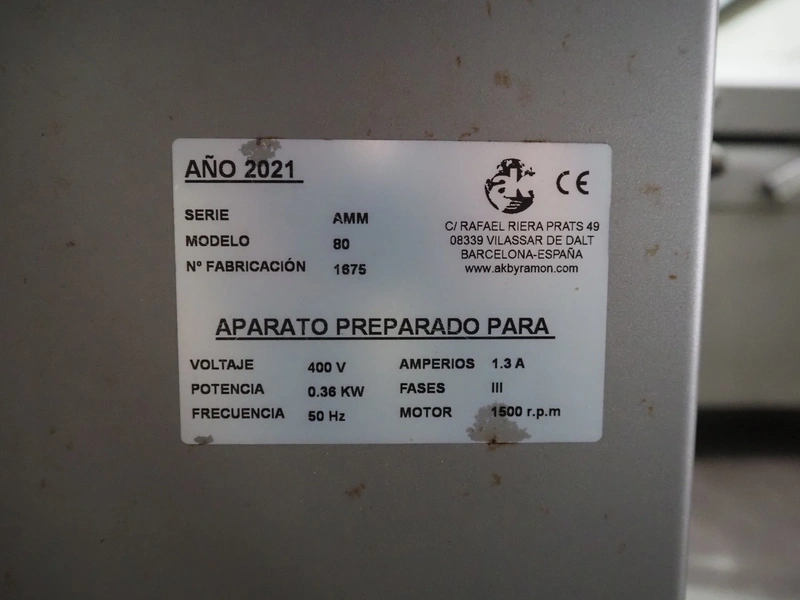 AÑO 2021
ak CE
SERIE AMM
MODELO 80
Nº FABRICACIÓN 1675
C/ RAFAEL RIERA PRATS 49
08339 VILASSAR DE DALT
BARCELONA-ESPAÑA
www.akbyramon.com
APARATO PREPARADO PARA
VOLTAJE 400 V AMPERIOS 1.3 A
POTENCIA 0.36 KW FASES III
FRECUENCIA 50 Hz MOTOR 1500 r.p.m